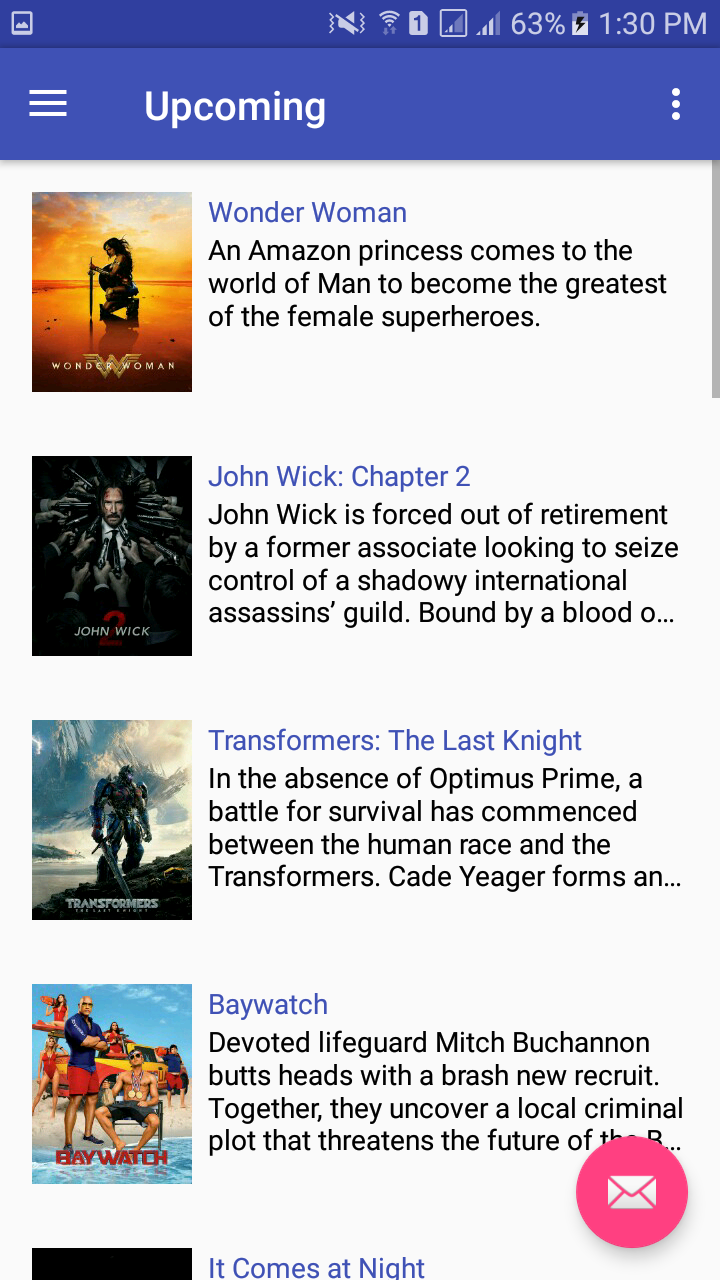 1 63% 1:30 PM
Upcoming
Wonder Woman
An Amazon princess comes to the
world of Man to become the greatest
of the female superheroes.
WONDER WOMAN
John Wick: Chapter 2
John Wick is forced out of retirement
by a former associate looking to seize
control of a shadowy international
assassins’ guild. Bound by a blood o…
2
JOHN WICK
Transformers: The Last Knight
In the absence of Optimus Prime, a
battle for survival has commenced
between the human race and the
Transformers. Cade Yeager forms an…
TRANSFORMERS
THE LAST KNIGHT
Baywatch
Devoted lifeguard Mitch Buchannon
butts heads with a brash new recruit.
Together, they uncover a local criminal
plot that threatens the future of the B…
BAYWATCH
It Comes at Night